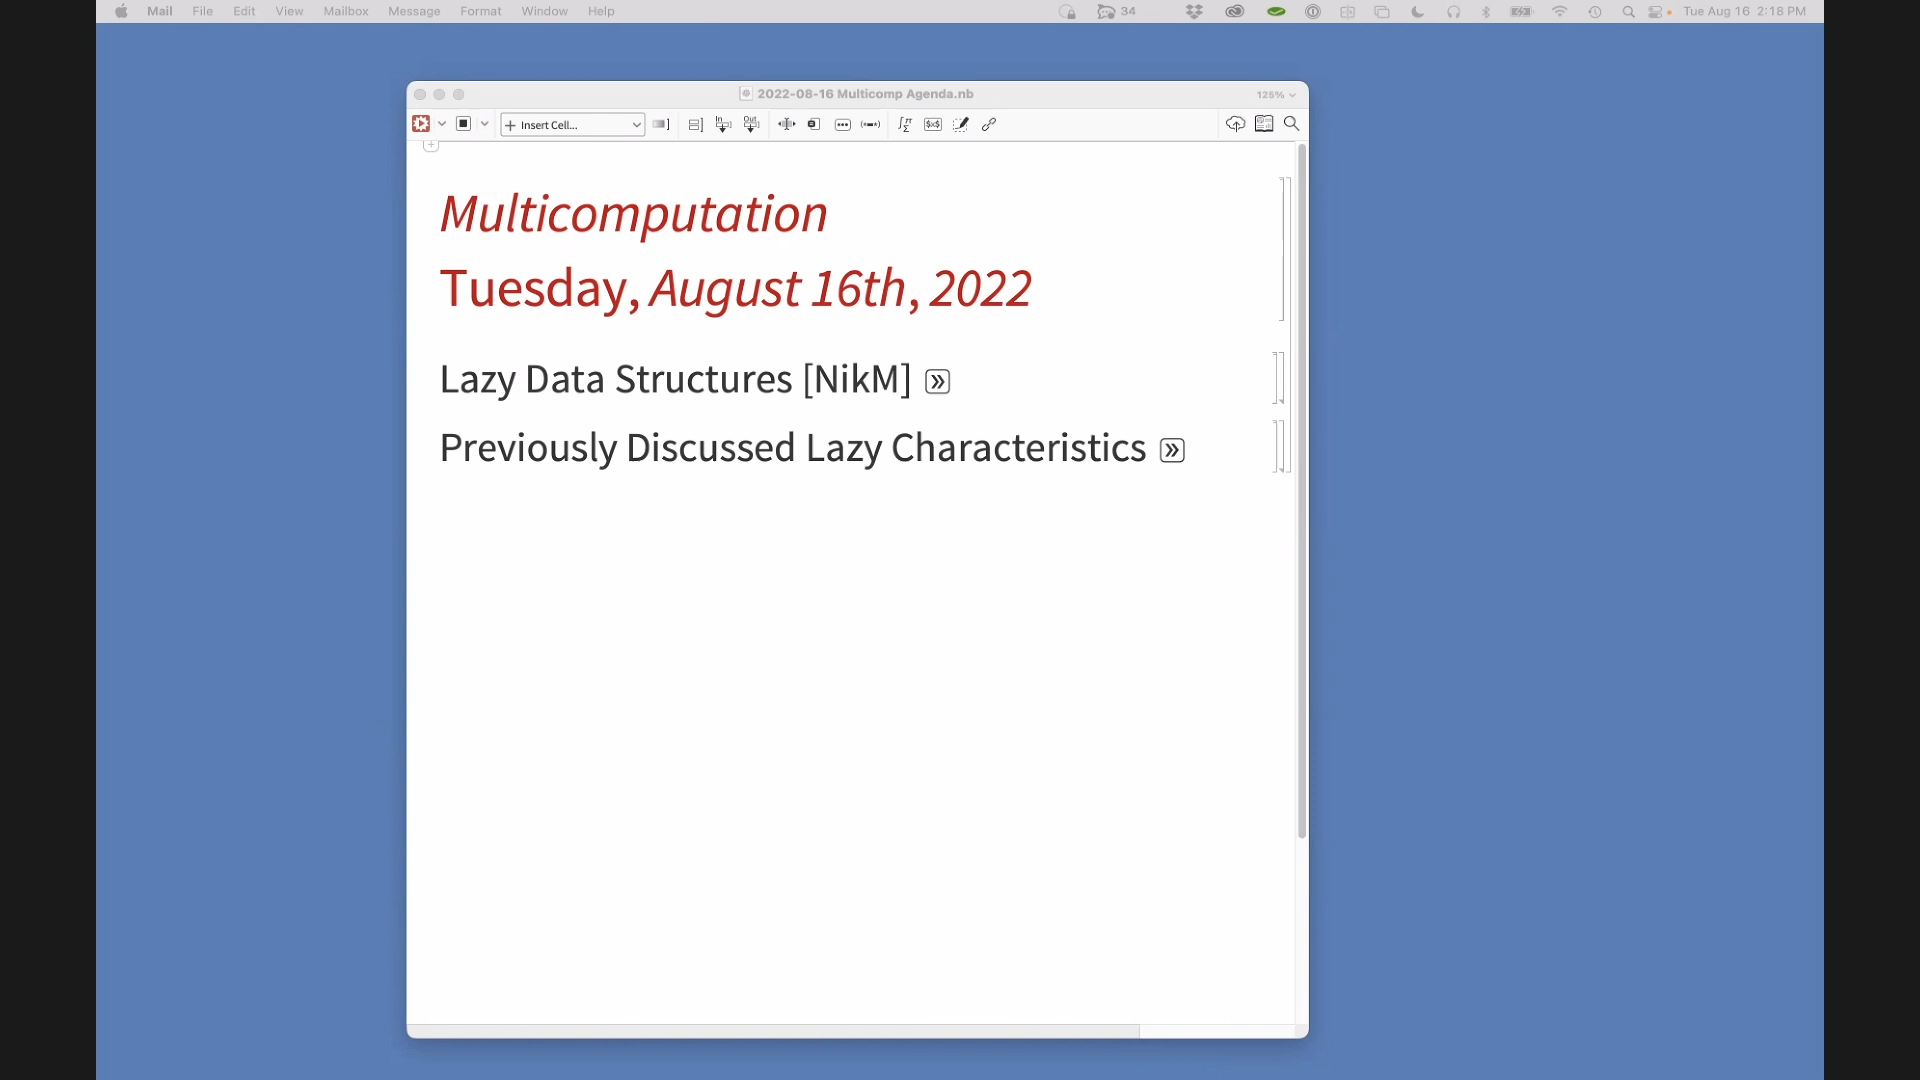 Mail File Edit View Mailbox Message Format Window Help 34 Tue Aug 16 2:18 PM
2022-08-16 Multicomp Agenda.nb 125%
Insert Cell...
Multicomputation
Tuesday, August 16th, 2022
Lazy Data Structures [NikM]
Previously Discussed Lazy Characteristics